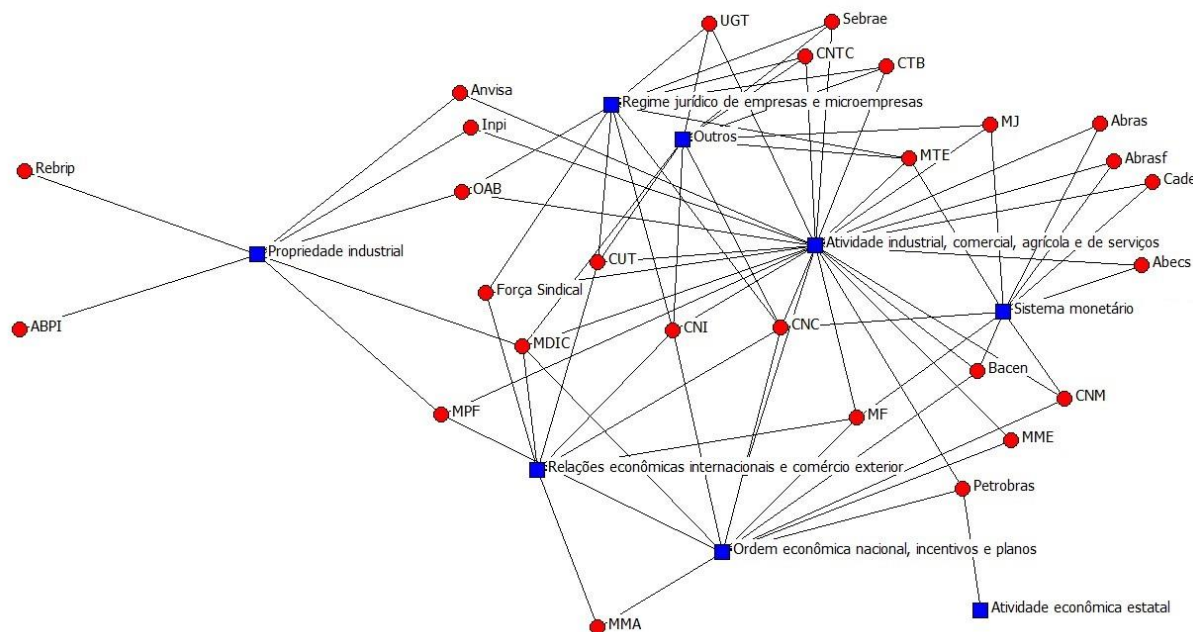 UGT
Sebrae
CNTC
CTB
Anvisa
Regime jurídico de empresas e microempresas
Inpi
Outros
MJ
Abras
MTE
Abrasf
Rebrip
OAB
Cade
Propriedade industrial
Atividade industrial, comercial, agrícola e de serviços
CUT
Abecs
Força Sindical
Sistema monetário
ABPI
CNI
CNC
MDIC
Bacen
CNM
MPF
MF
MME
Relações econômicas internacionais e comércio exterior
Petrobras
Ordem econômica nacional, incentivos e planos
Atividade econômica estatal
MMA